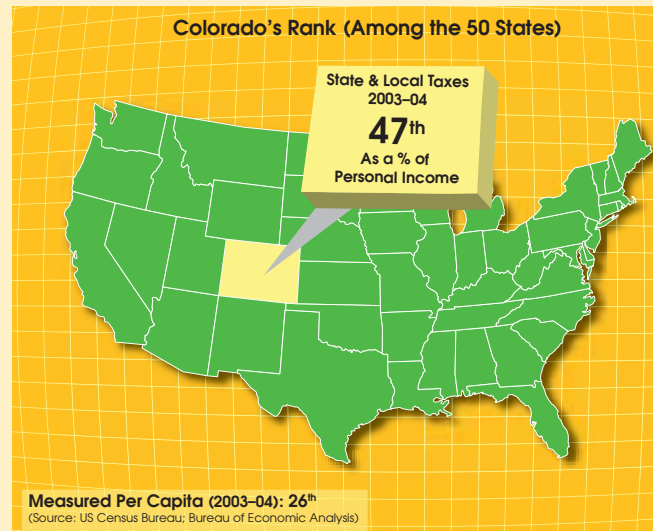 Colorado’s Rank (Among the 50 States)
State & Local Taxes
2003–04
47th
As a % of
Personal Income
Measured Per Capita (2003–04): 26th
(Source: US Census Bureau; Bureau of Economic Analysis)